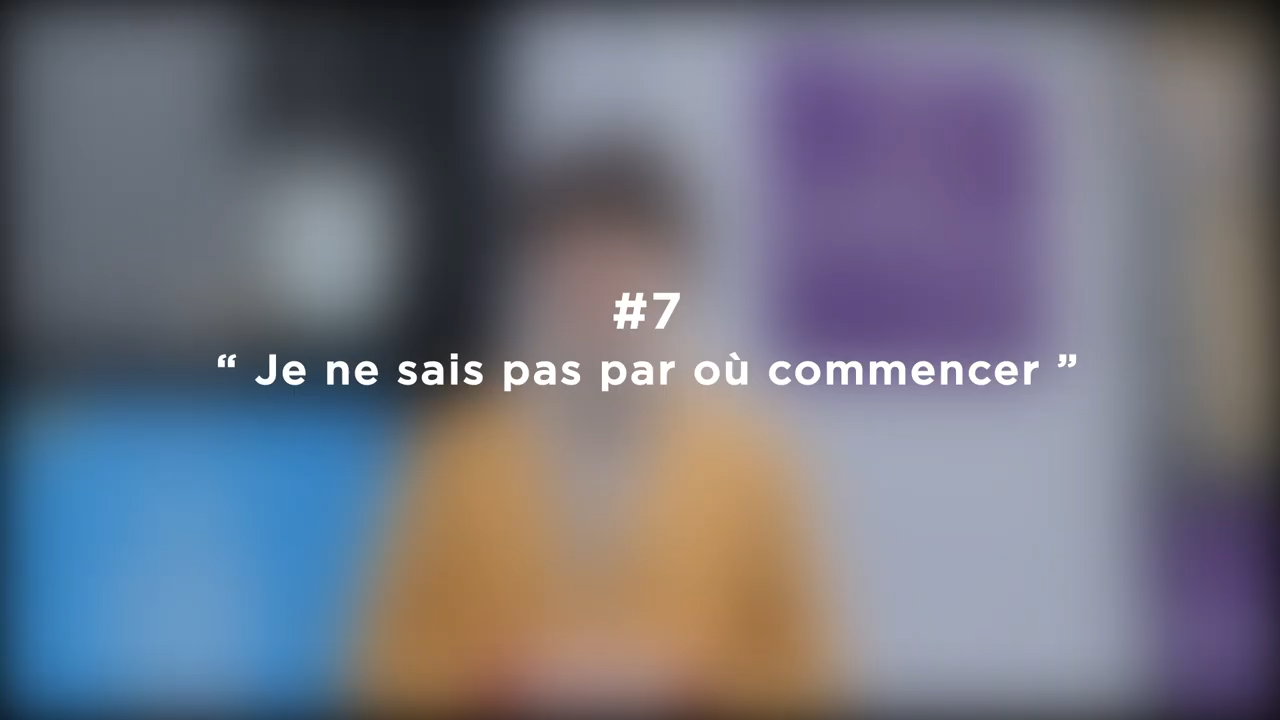 #7
“ Je ne sais pas par où commencer ”